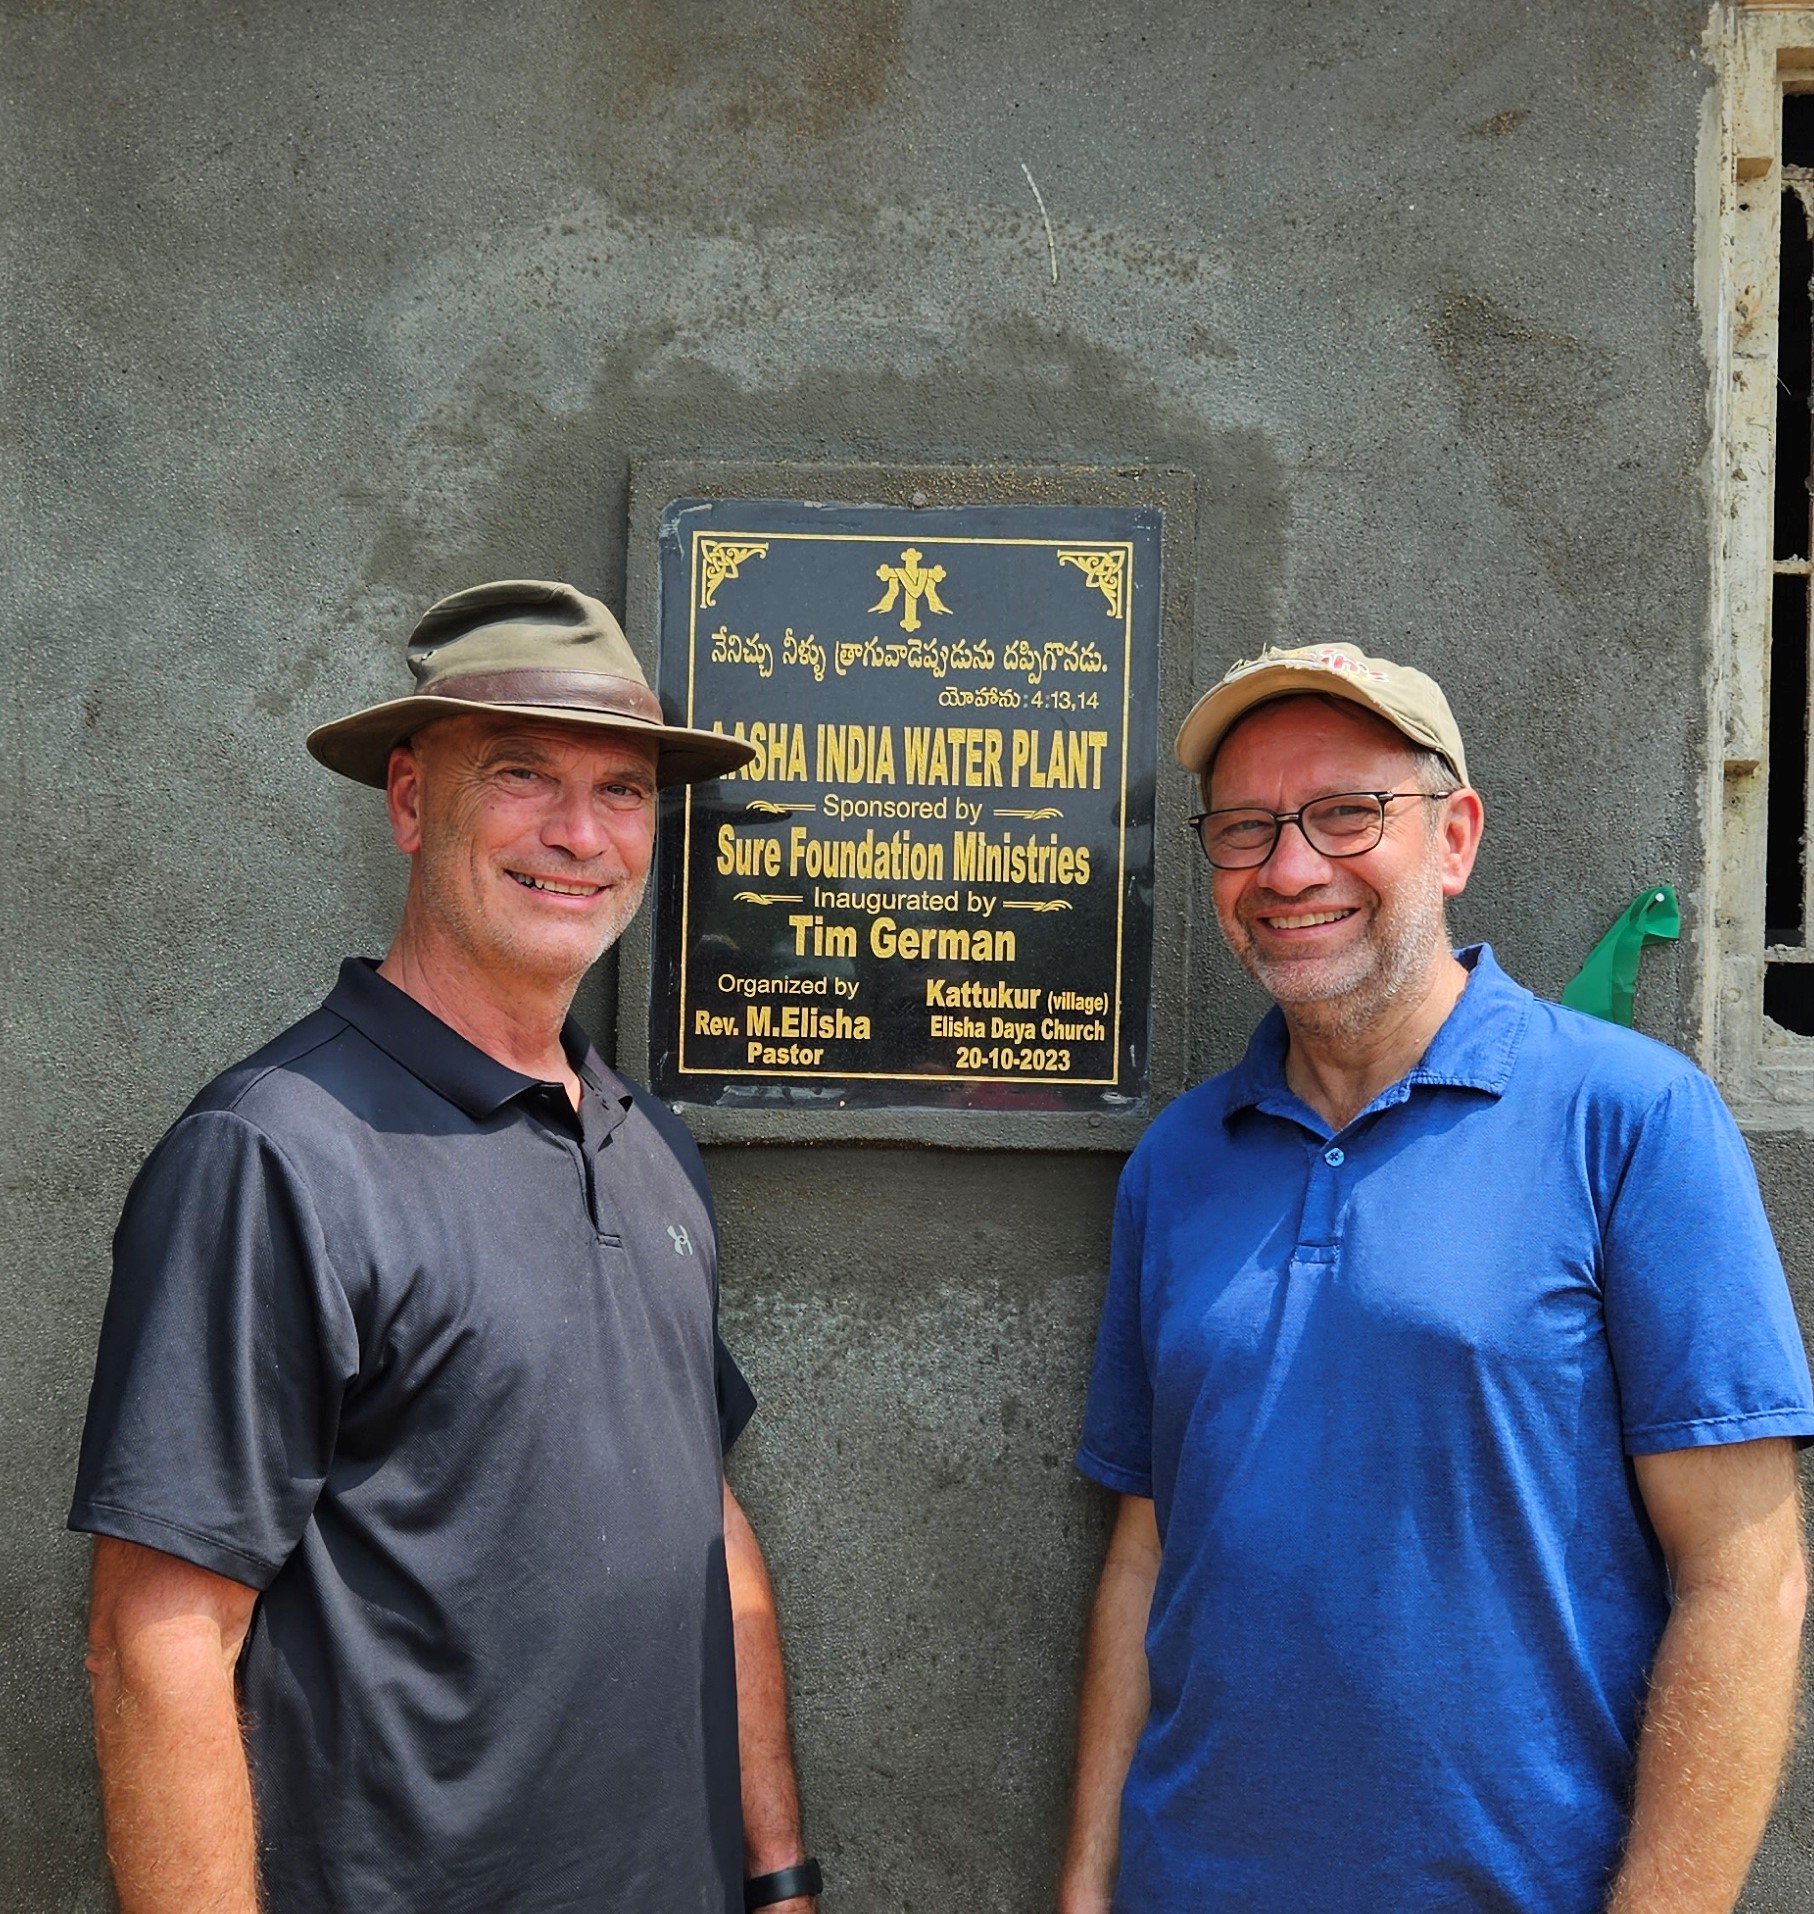 నేనిచ్చు నీళ్ళు త్రాగువాడెప్పుడును దప్పిగొనడు.
యోహాను:4:13,14
AASHA INDIA WATER PLANT
Sponsored by
Sure Foundation MInistries
Inaugurated by
Tim German
Organized by
Rev. M.Elisha
Pastor
Kattukur (village)
Elisha Daya Church
20-10-2023